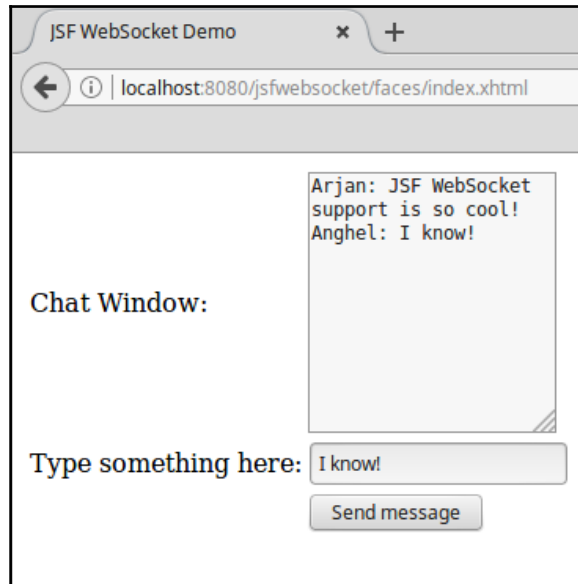 JSF WebSocket Demo
localhost:8080/jsfwebsocket/faces/index.xhtml
Arjan: JSF WebSocket
support is so cool!
Anghel: I know!
Chat Window:
Type something here:
I know!
Send message